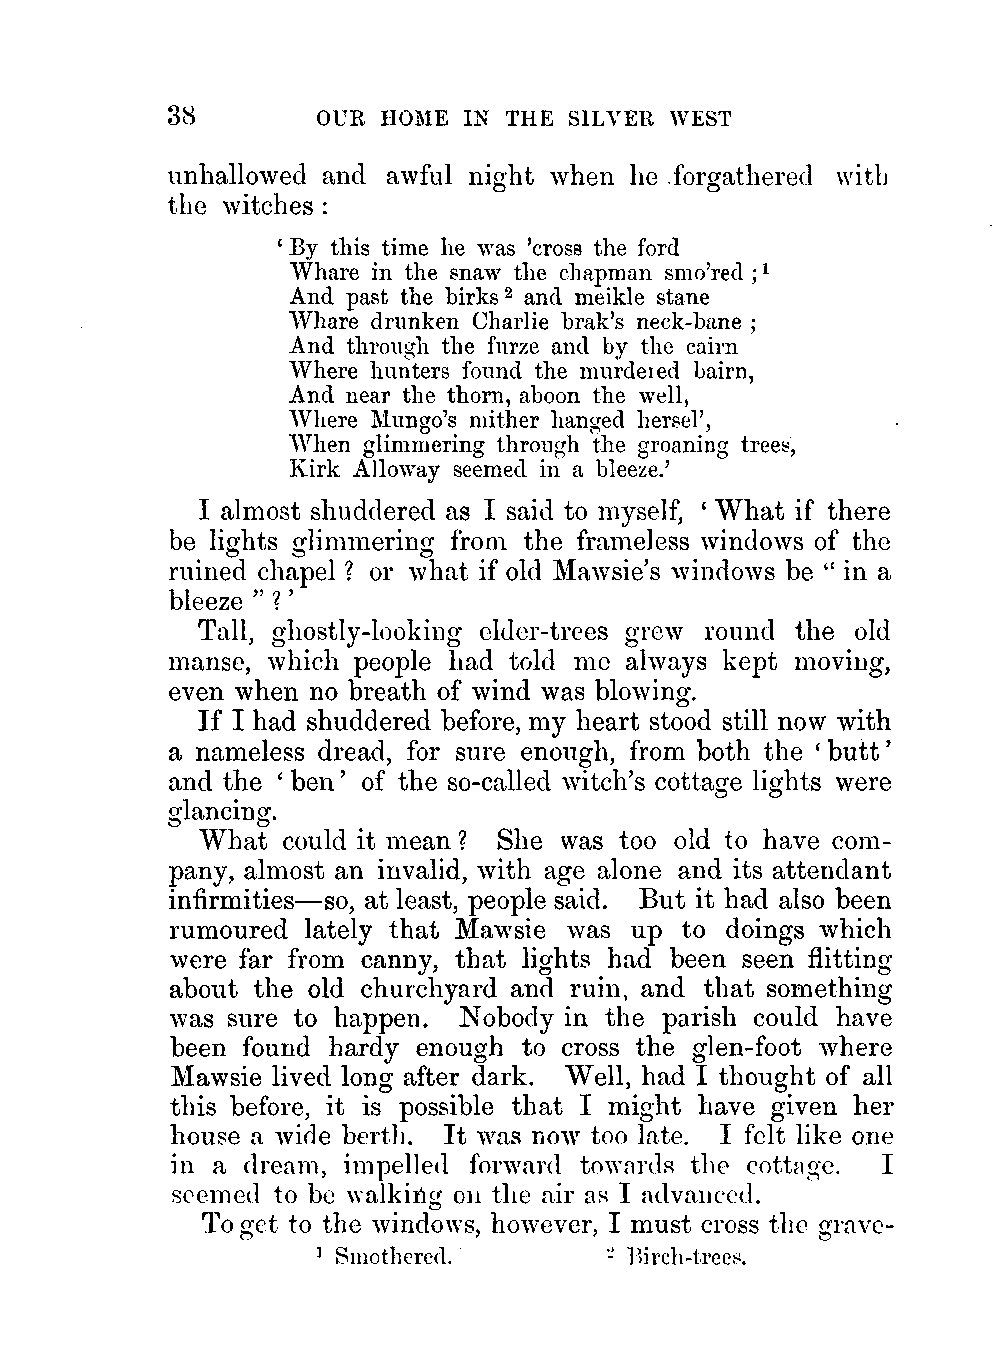 38 OUR HOME IN THE SILVER WEST
unhallowed and awful night when he forgathered with
the witches :
‘ By this time he was ’cross the ford
Whare in the snaw the chapman smo’red ; ¹
And past the birks ² and meikle stane
Whare drunken Charlie brak’s neck-bane ;
And through the furze and by the cairn
Where hunters found the murdered bairn,
And near the thorn, aboon the well,
Where Mungo’s mither hanged hersel’,
When glimmering through the groaning trees,
Kirk Alloway seemed in a bleeze.’
I almost shuddered as I said to myself, ‘ What if there
be lights glimmering from the frameless windows of the
ruined chapel ? or what if old Mawsie’s windows be “ in a
bleeze ” ? ’
Tall, ghostly-looking elder-trees grew round the old
manse, which people had told me always kept moving,
even when no breath of wind was blowing.
If I had shuddered before, my heart stood still now with
a nameless dread, for sure enough, from both the ‘ butt ’
and the ‘ ben ’ of the so-called witch’s cottage lights were
glancing.
What could it mean ? She was too old to have com-
pany, almost an invalid, with age alone and its attendant
infirmities—so, at least, people said. But it had also been
rumoured lately that Mawsie was up to doings which
were far from canny, that lights had been seen flitting
about the old churchyard and ruin, and that something
was sure to happen. Nobody in the parish could have
been found hardy enough to cross the glen-foot where
Mawsie lived long after dark. Well, had I thought of all
this before, it is possible that I might have given her
house a wide berth. It was now too late. I felt like one
in a dream, impelled forward towards the cottage. I
seemed to be walking on the air as I advanced.
To get to the windows, however, I must cross the grave-
¹ Smothered. ² Birch-trees.